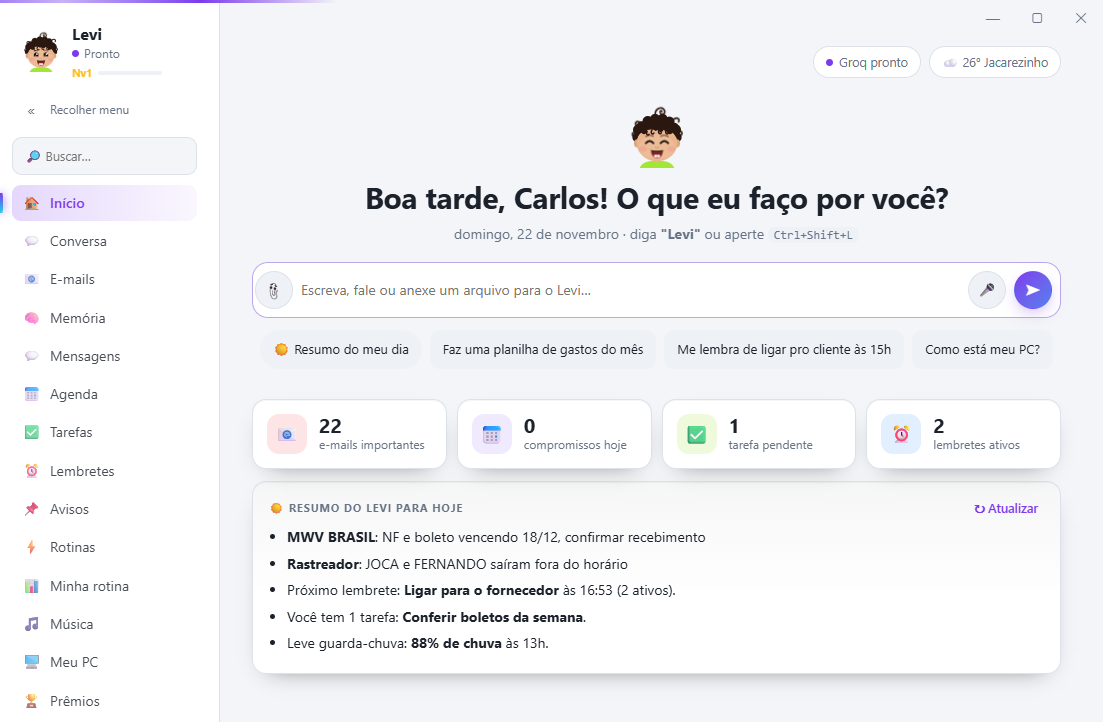 Levi
Pronto
Nv1
« Recolher menu
Buscar...
Início
Conversa
E-mails
Memória
Mensagens
Agenda
Tarefas
Lembretes
Avisos
Rotinas
Minha rotina
Música
Meu PC
Prêmios
Groq pronto
26° Jacarezinho
Boa tarde, Carlos! O que eu faço por você?
domingo, 22 de novembro · diga "Levi" ou aperte Ctrl+Shift+L
Escreva, fale ou anexe um arquivo para o Levi...
Resumo do meu dia
Faz uma planilha de gastos do mês
Me lembra de ligar pro cliente às 15h
Como está meu PC?
22
e-mails importantes
0
compromissos hoje
1
tarefa pendente
2
lembretes ativos
RESUMO DO LEVI PARA HOJE
↻ Atualizar
• MWV BRASIL: NF e boleto vencendo 18/12, confirmar recebimento
• Rastreador: JOCA e FERNANDO saíram fora do horário
• Próximo lembrete: Ligar para o fornecedor às 16:53 (2 ativos).
• Você tem 1 tarefa: Conferir boletos da semana.
• Leve guarda-chuva: 88% de chuva às 13h.